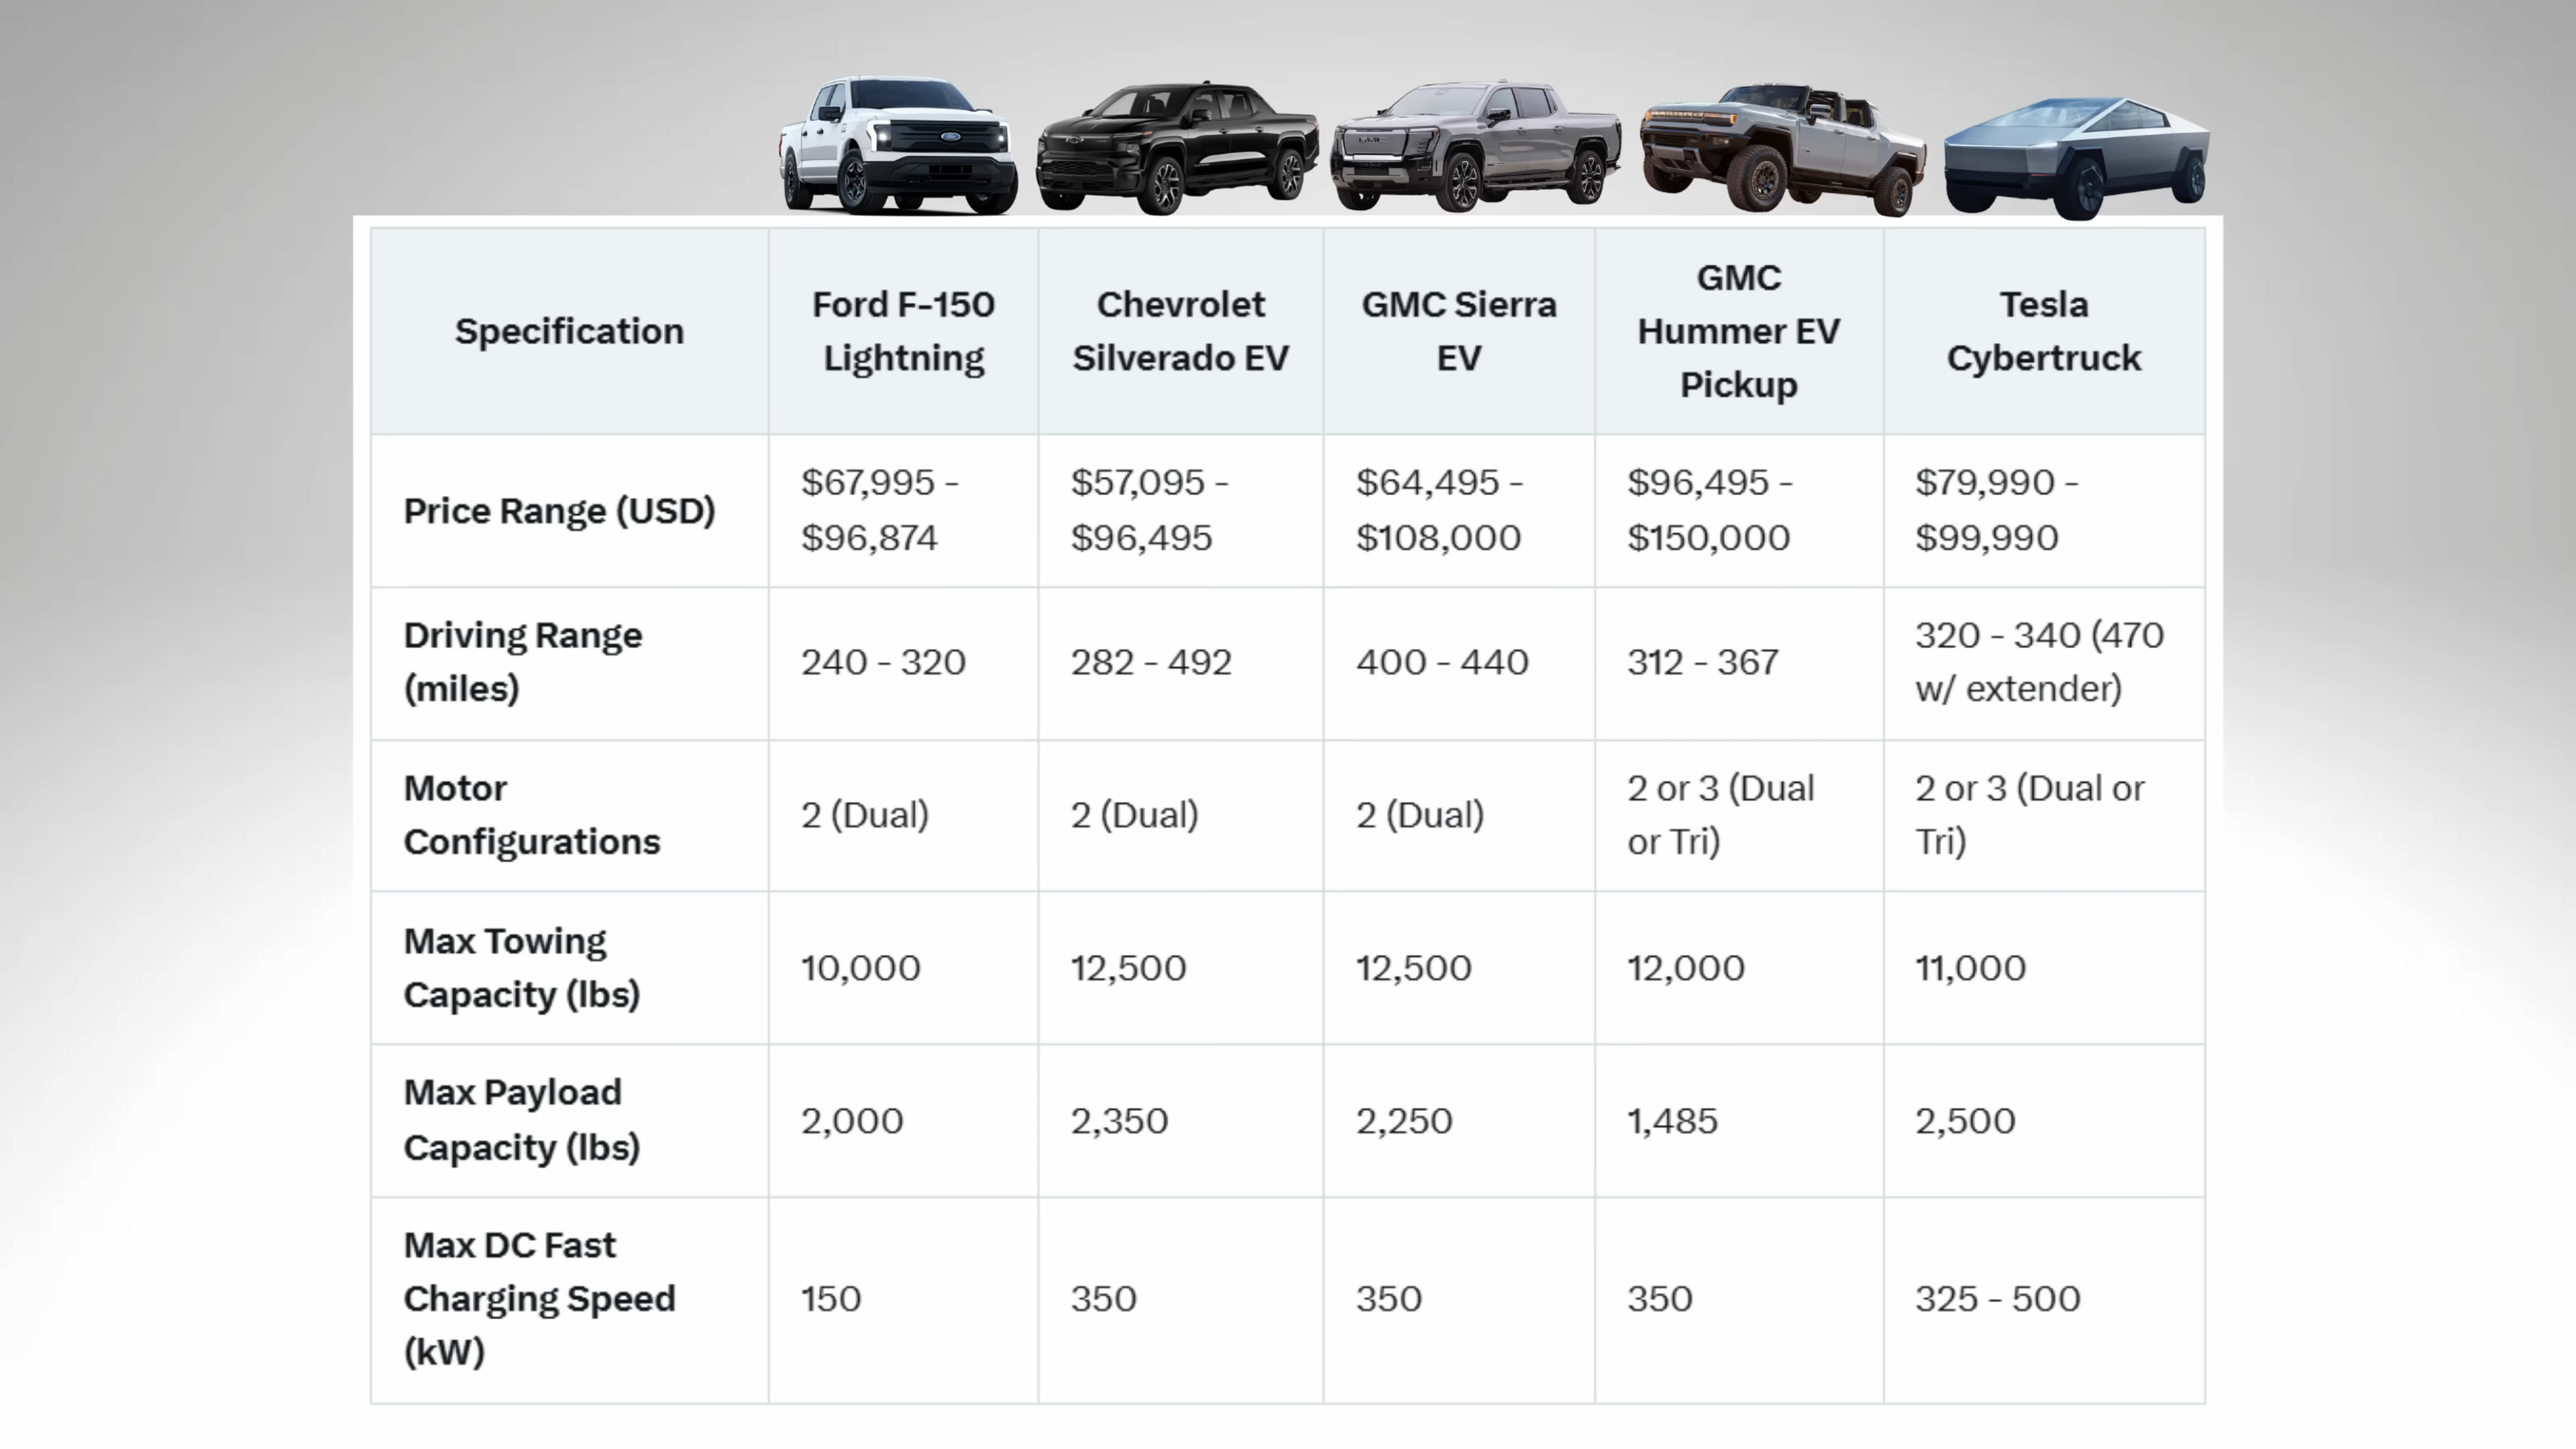 Specification
Ford F-150
Lightning
Chevrolet
Silverado EV
GMC Sierra
EV
GMC
Hummer EV
Pickup
Tesla
Cybertruck
Price Range (USD)
$67,995 -
$96,874
$57,095 -
$96,495
$64,495 -
$108,000
$96,495 -
$150,000
$79,990 -
$99,990
Driving Range
(miles)
240 - 320
282 - 492
400 - 440
312 - 367
320 - 340 (470
w/ extender)
Motor
Configurations
2 (Dual)
2 (Dual)
2 (Dual)
2 or 3 (Dual
or Tri)
2 or 3 (Dual or
Tri)
Max Towing
Capacity (lbs)
10,000
12,500
12,500
12,000
11,000
Max Payload
Capacity (lbs)
2,000
2,350
2,250
1,485
2,500
Max DC Fast
Charging Speed
(kW)
150
350
350
350
325 - 500